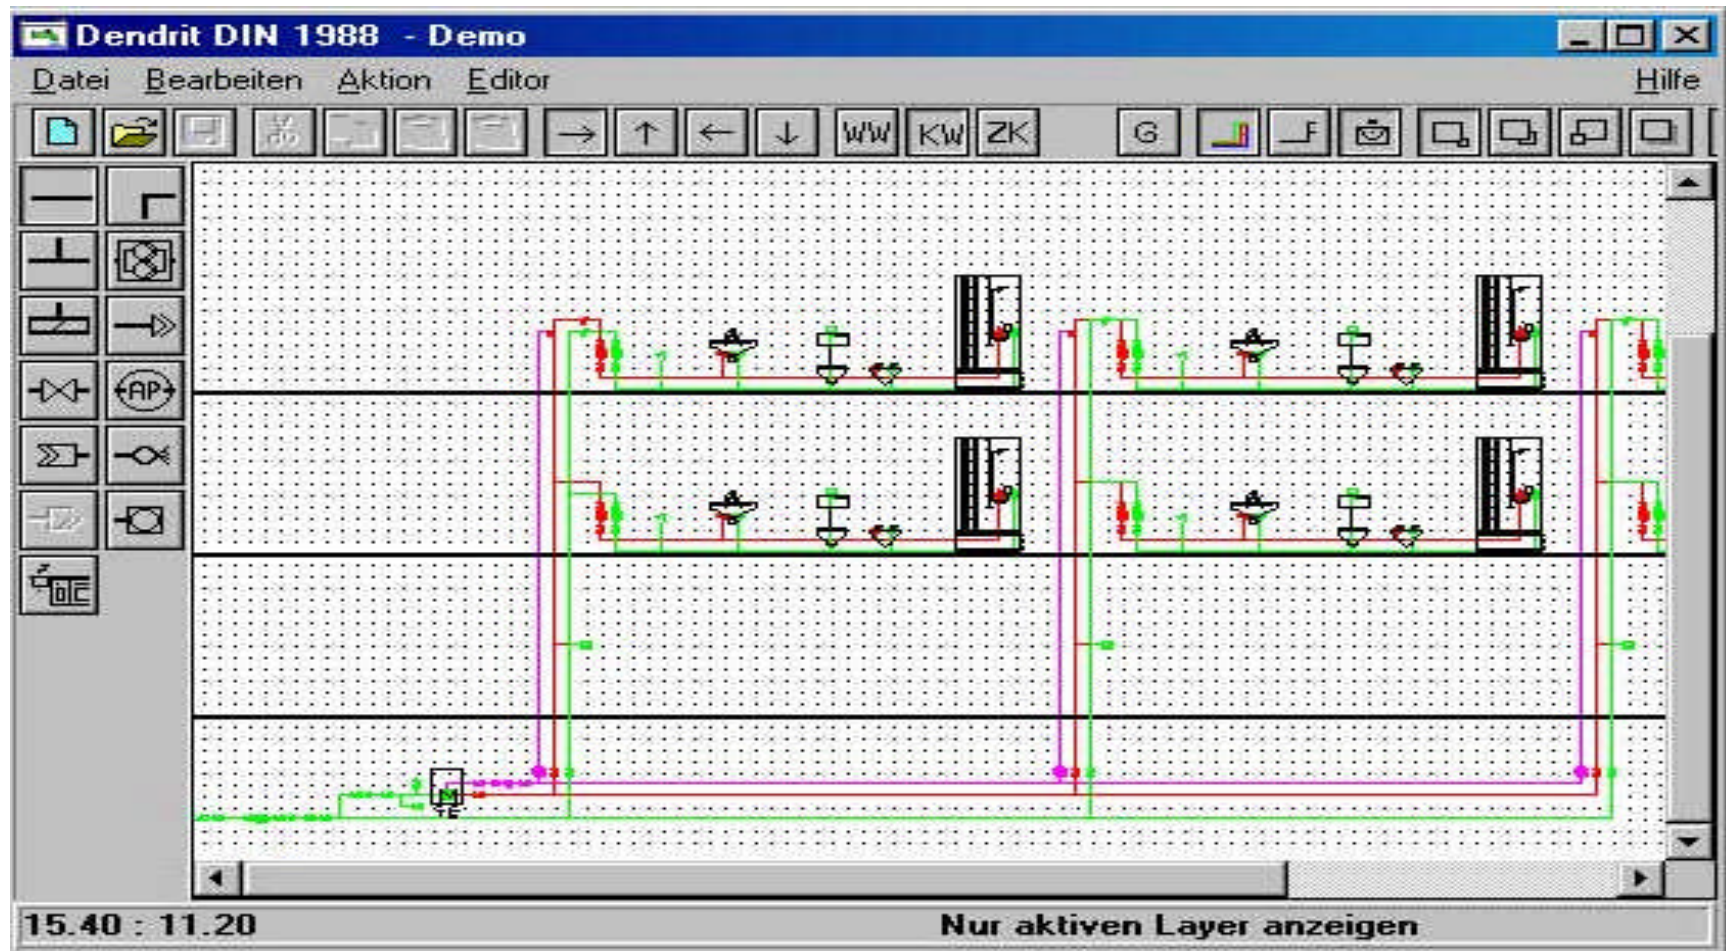 Dendrit DIN 1988 - Demo
Datei Bearbeiten Aktion Editor Hilfe
WW KW ZK G F
AP
TE
15.40 : 11.20 Nur aktiven Layer anzeigen